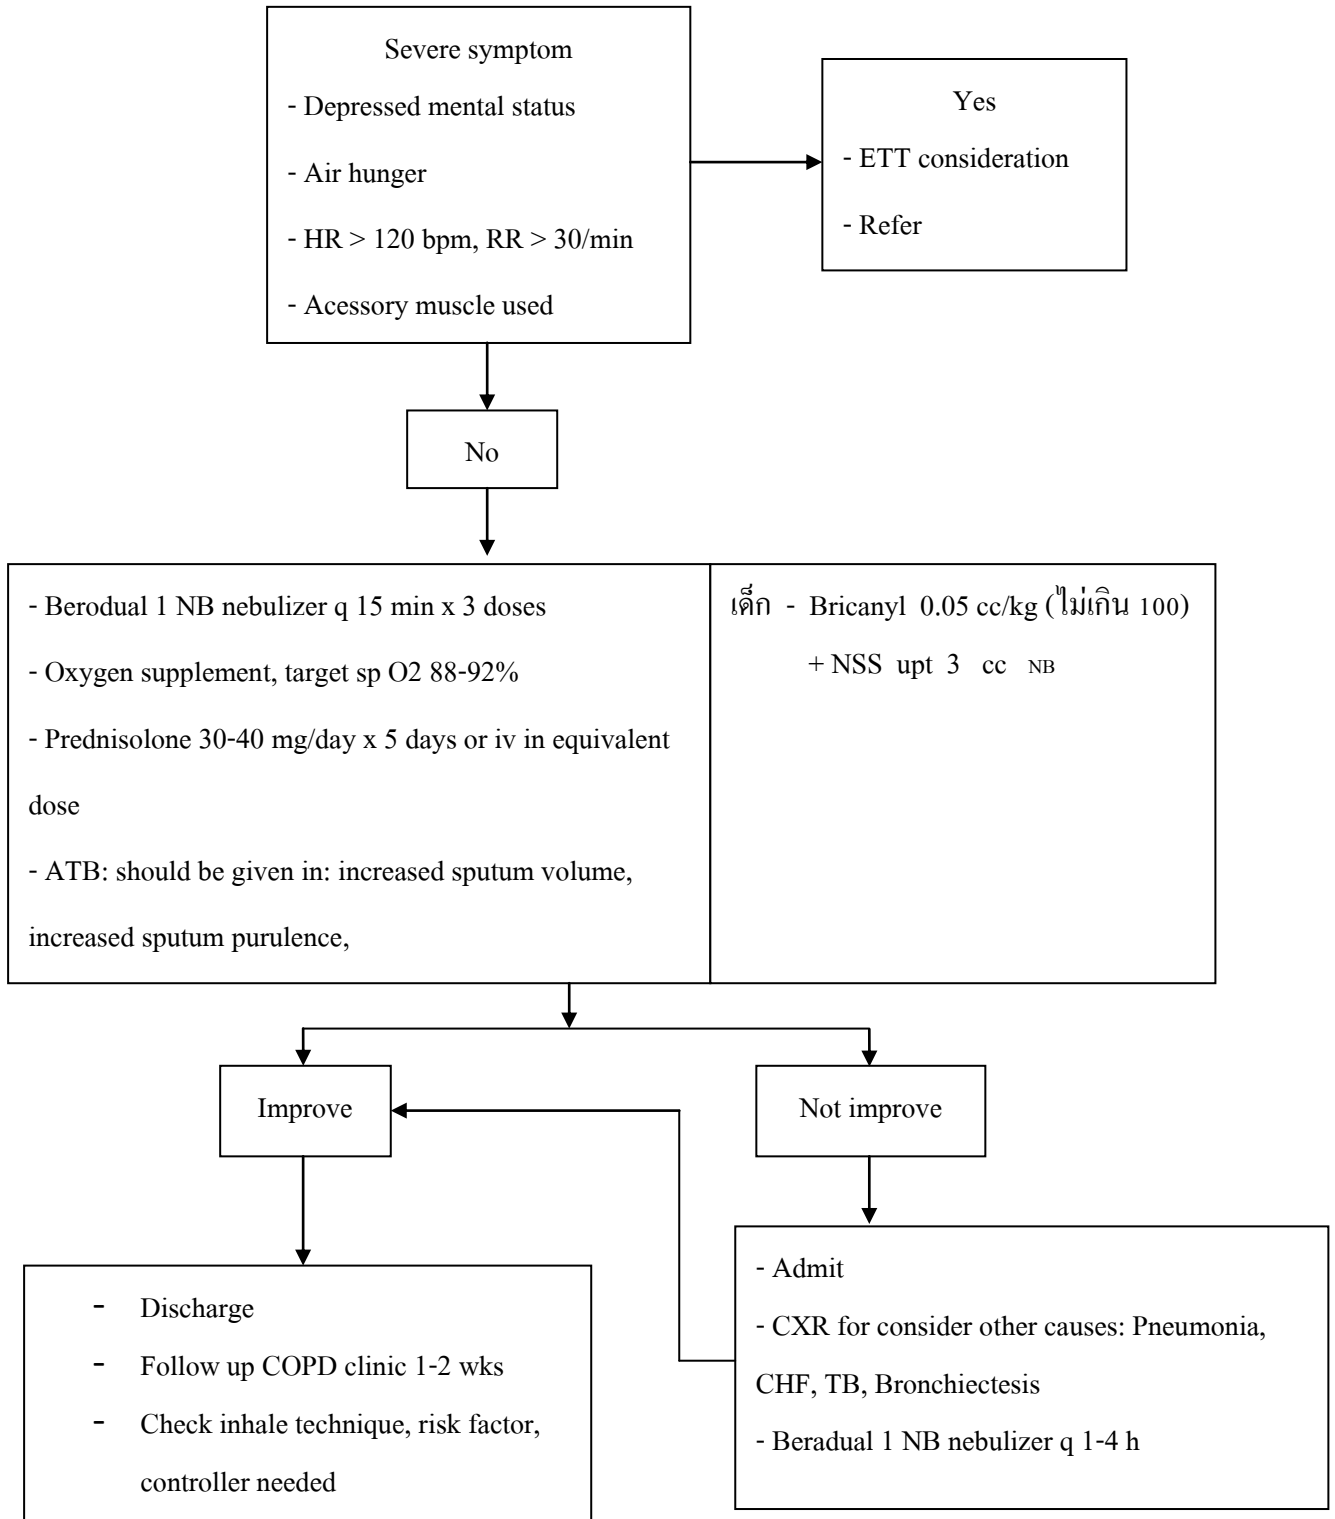 Severe symptom
- Depressed mental status
- Air hunger
- HR > 120 bpm, RR > 30/min
- Acessory muscle used
Yes
- ETT consideration
- Refer
No
- Berodual 1 NB nebulizer q 15 min x 3 doses
- Oxygen supplement, target sp O2 88-92%
- Prednisolone 30-40 mg/day x 5 days or iv in equivalent
dose
- ATB: should be given in: increased sputum volume,
increased sputum purulence,
เด็ก - Bricanyl 0.05 cc/kg (ไม่เกิน 100)
+ NSS upt 3 cc NB
Improve
Not improve
- Discharge
- Follow up COPD clinic 1-2 wks
- Check inhale technique, risk factor,
controller needed
- Admit
- CXR for consider other causes: Pneumonia,
CHF, TB, Bronchiectesis
- Beradual 1 NB nebulizer q 1-4 h